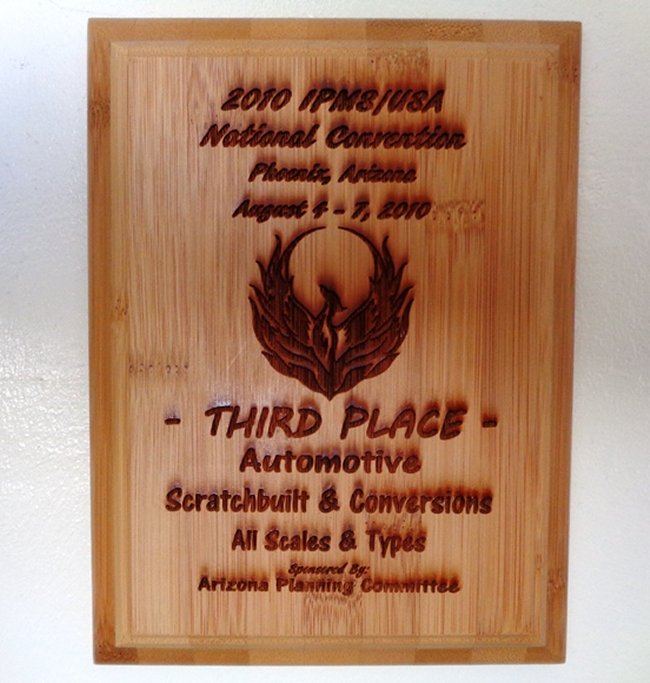 2010 IPMS/USA
National Convention
Phoenix, Arizona
August 4 - 7, 2010
- THIRD PLACE -
Automotive
Scratchbuilt & Conversions
All Scales & Types
Sponsored By:
Arizona Planning Committee